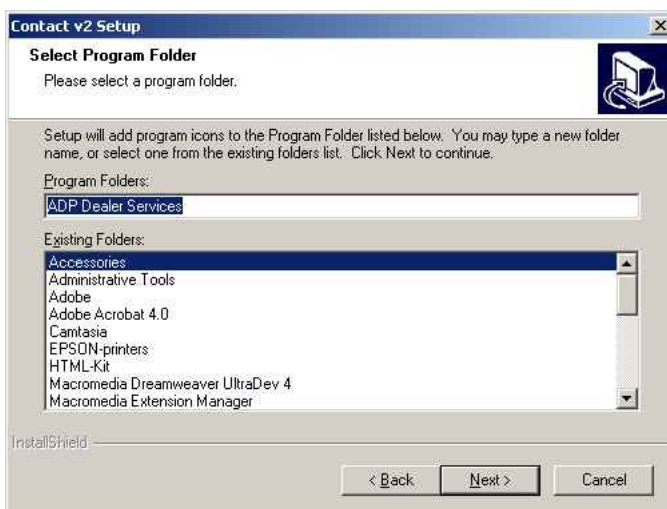 Contact v2 Setup
Select Program Folder
Please select a program folder.
Setup will add program icons to the Program Folder listed below. You may type a new folder
name, or select one from the existing folders list. Click Next to continue.
Program Folders:
ADP Dealer Services
Existing Folders:
Accessories
Administrative Tools
Adobe
Adobe Acrobat 4.0
Camtasia
EPSON-printers
HTML-Kit
Macromedia Dreamweaver UltraDev 4
Macromedia Extension Manager
InstallShield
< Back Next > Cancel